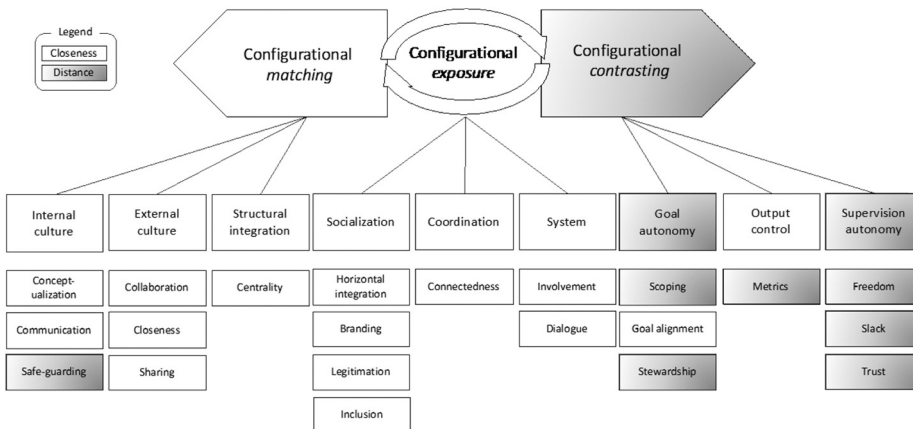 Legend
Closeness
Distance
Configurational
matching
Configurational
exposure
Configurational
contrasting
Internal
culture
External
culture
Structural
integration
Socialization
Coordination
System
Goal
autonomy
Output
control
Supervision
autonomy
Concept-
ualization
Collaboration
Centrality
Horizontal
integration
Connectedness
Involvement
Scoping
Metrics
Freedom
Communication
Closeness
Branding
Dialogue
Goal alignment
Slack
Safe-guarding
Sharing
Legitimation
Stewardship
Trust
Inclusion